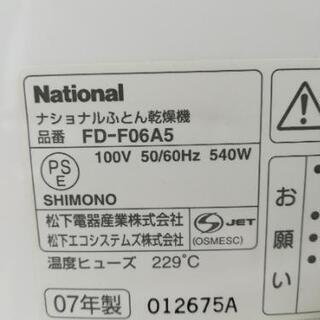 National
ナショナルふとん乾燥機
品番 FD-F06A5
100V 50/60Hz 540W
PS
E
SHIMONO
松下電器産業株式会社
松下エコシステムズ株式会社
S JET
(OSMESC)
温度ヒューズ 229℃
07年製 012675A
お願い